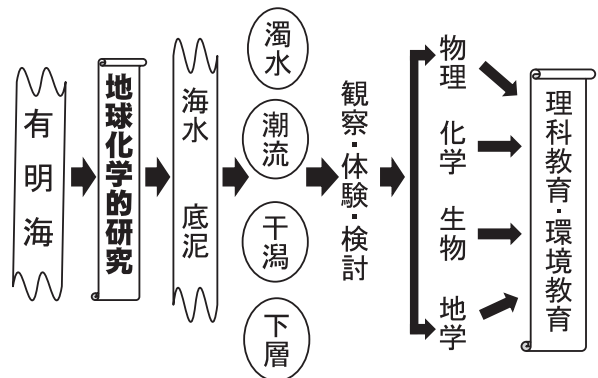 有明海
地球化学的研究
海水 底泥
濁水
潮流
干潟
下層
観察・体験・検討
物理
化学
生物
地学
理科教育・環境教育